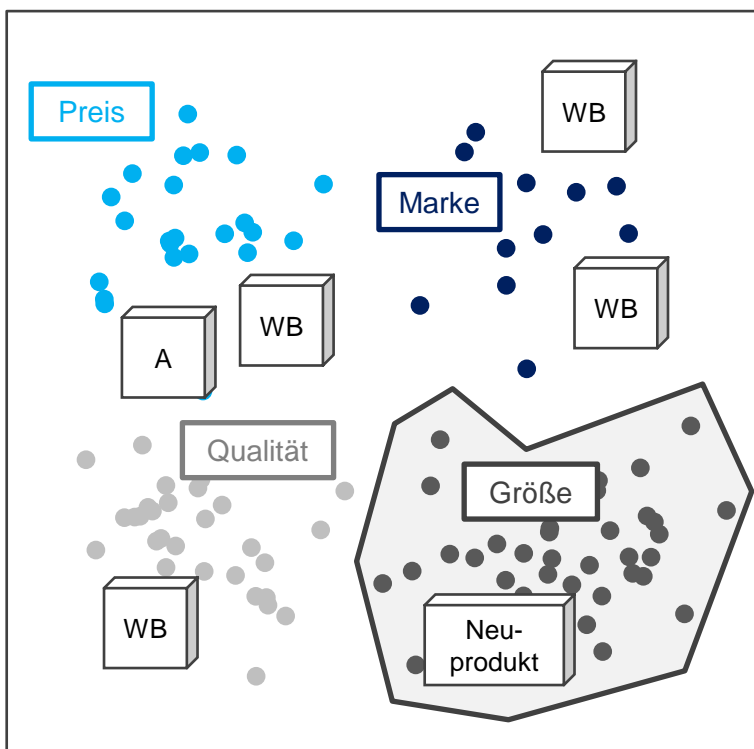 Preis
WB
Marke
WB
WB
A
Qualität
Größe
WB
Neu-
produkt